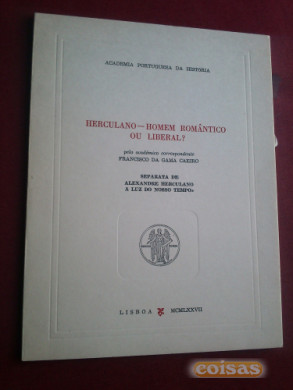 ACADEMIA PORTUGUESA DA HISTÓRIA
HERCULANO — HOMEM ROMÂNTICO
OU LIBERAL?
pelo académico correspondente
FRANCISCO DA GAMA CAEIRO
SEPARATA DE
ALEXANDRE HERCULANO
À LUZ DO NOSSO TEMPO»
LISBOA MCMLXXVII
coisas